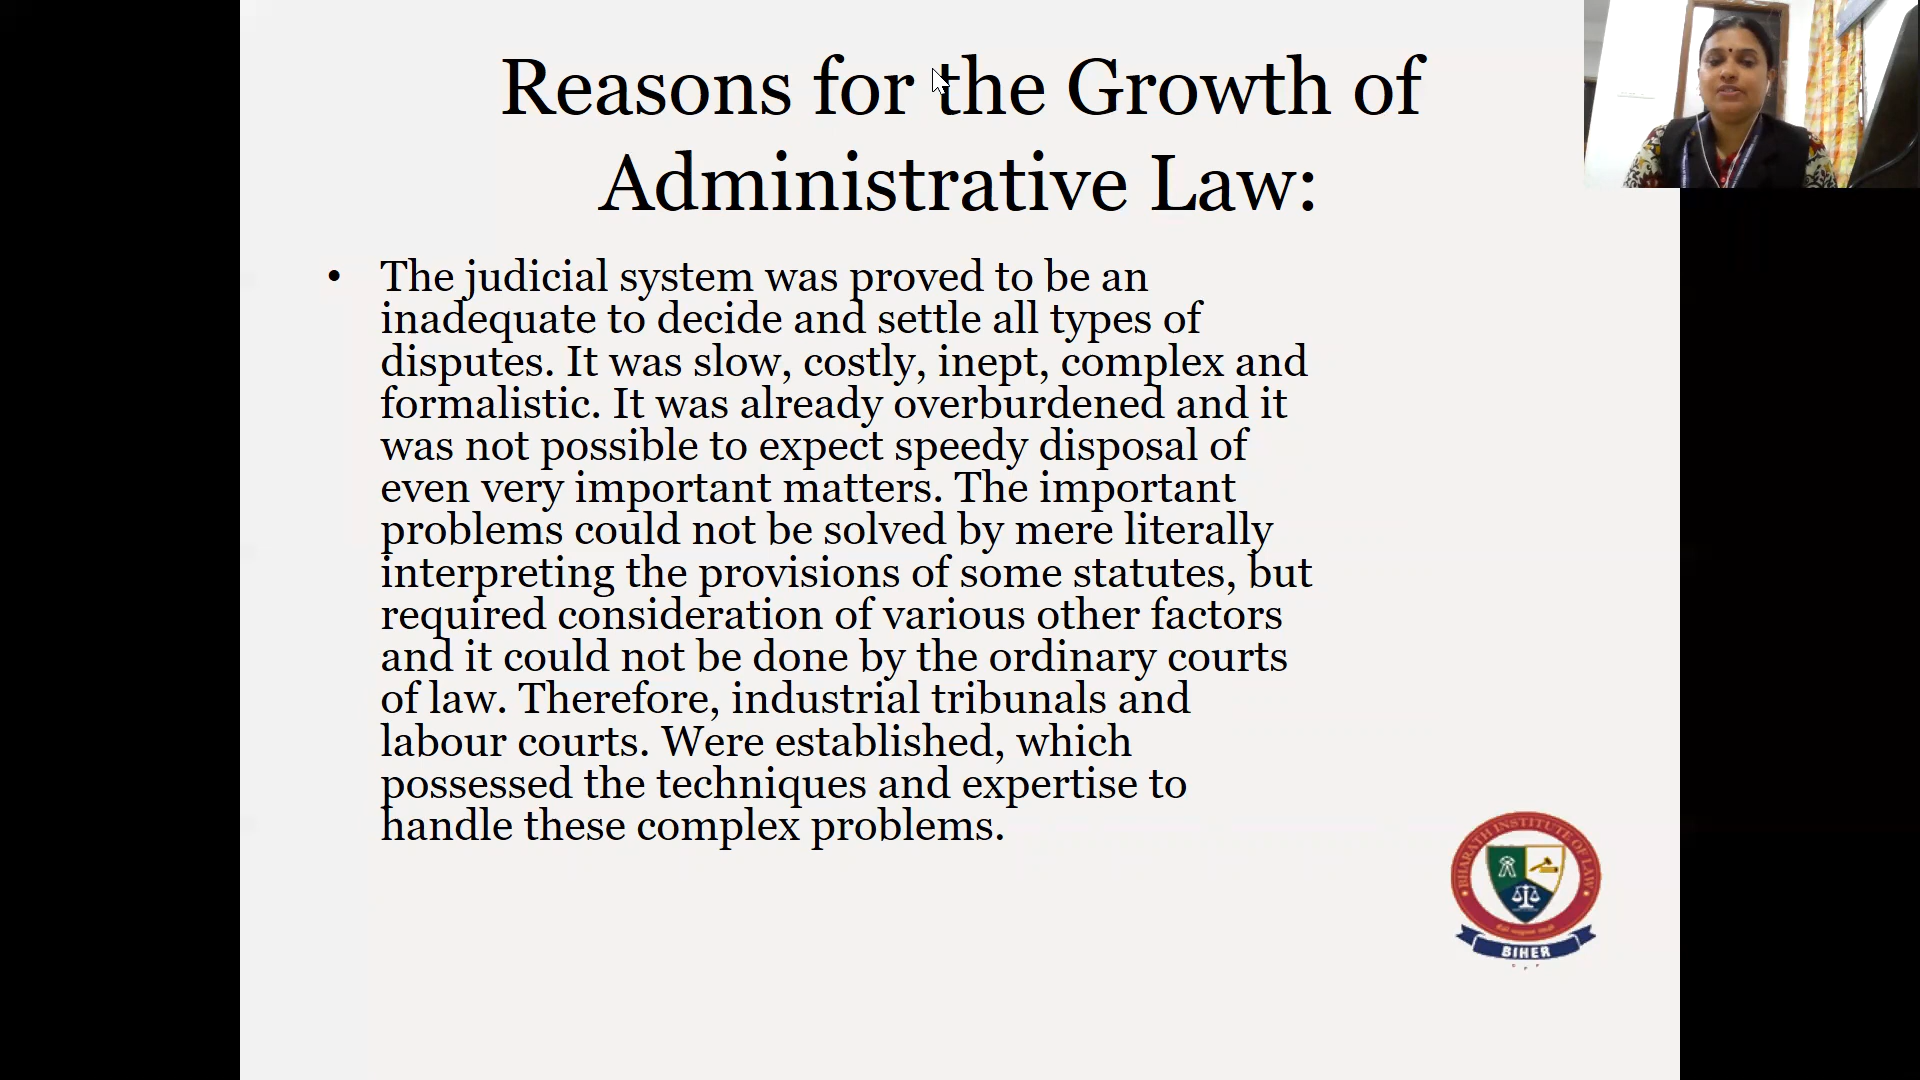 Reasons for the Growth of
Administrative Law:
• The judicial system was proved to be an
inadequate to decide and settle all types of
disputes. It was slow, costly, inept, complex and
formalistic. It was already overburdened and it
was not possible to expect speedy disposal of
even very important matters. The important
problems could not be solved by mere literally
interpreting the provisions of some statutes, but
required consideration of various other factors
and it could not be done by the ordinary courts
of law. Therefore, industrial tribunals and
labour courts. Were established, which
possessed the techniques and expertise to
handle these complex problems.
BHARATH INSTITUTE OF LAW
BIHER